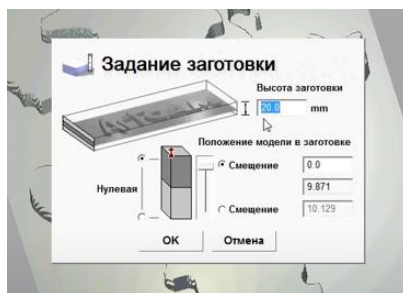 Задание заготовки
Высота заготовки
20.0 mm
Положение модели в заготовке
Смещение 0.0
Нулевая
9.871
Смещение 10.129
OK Отмена